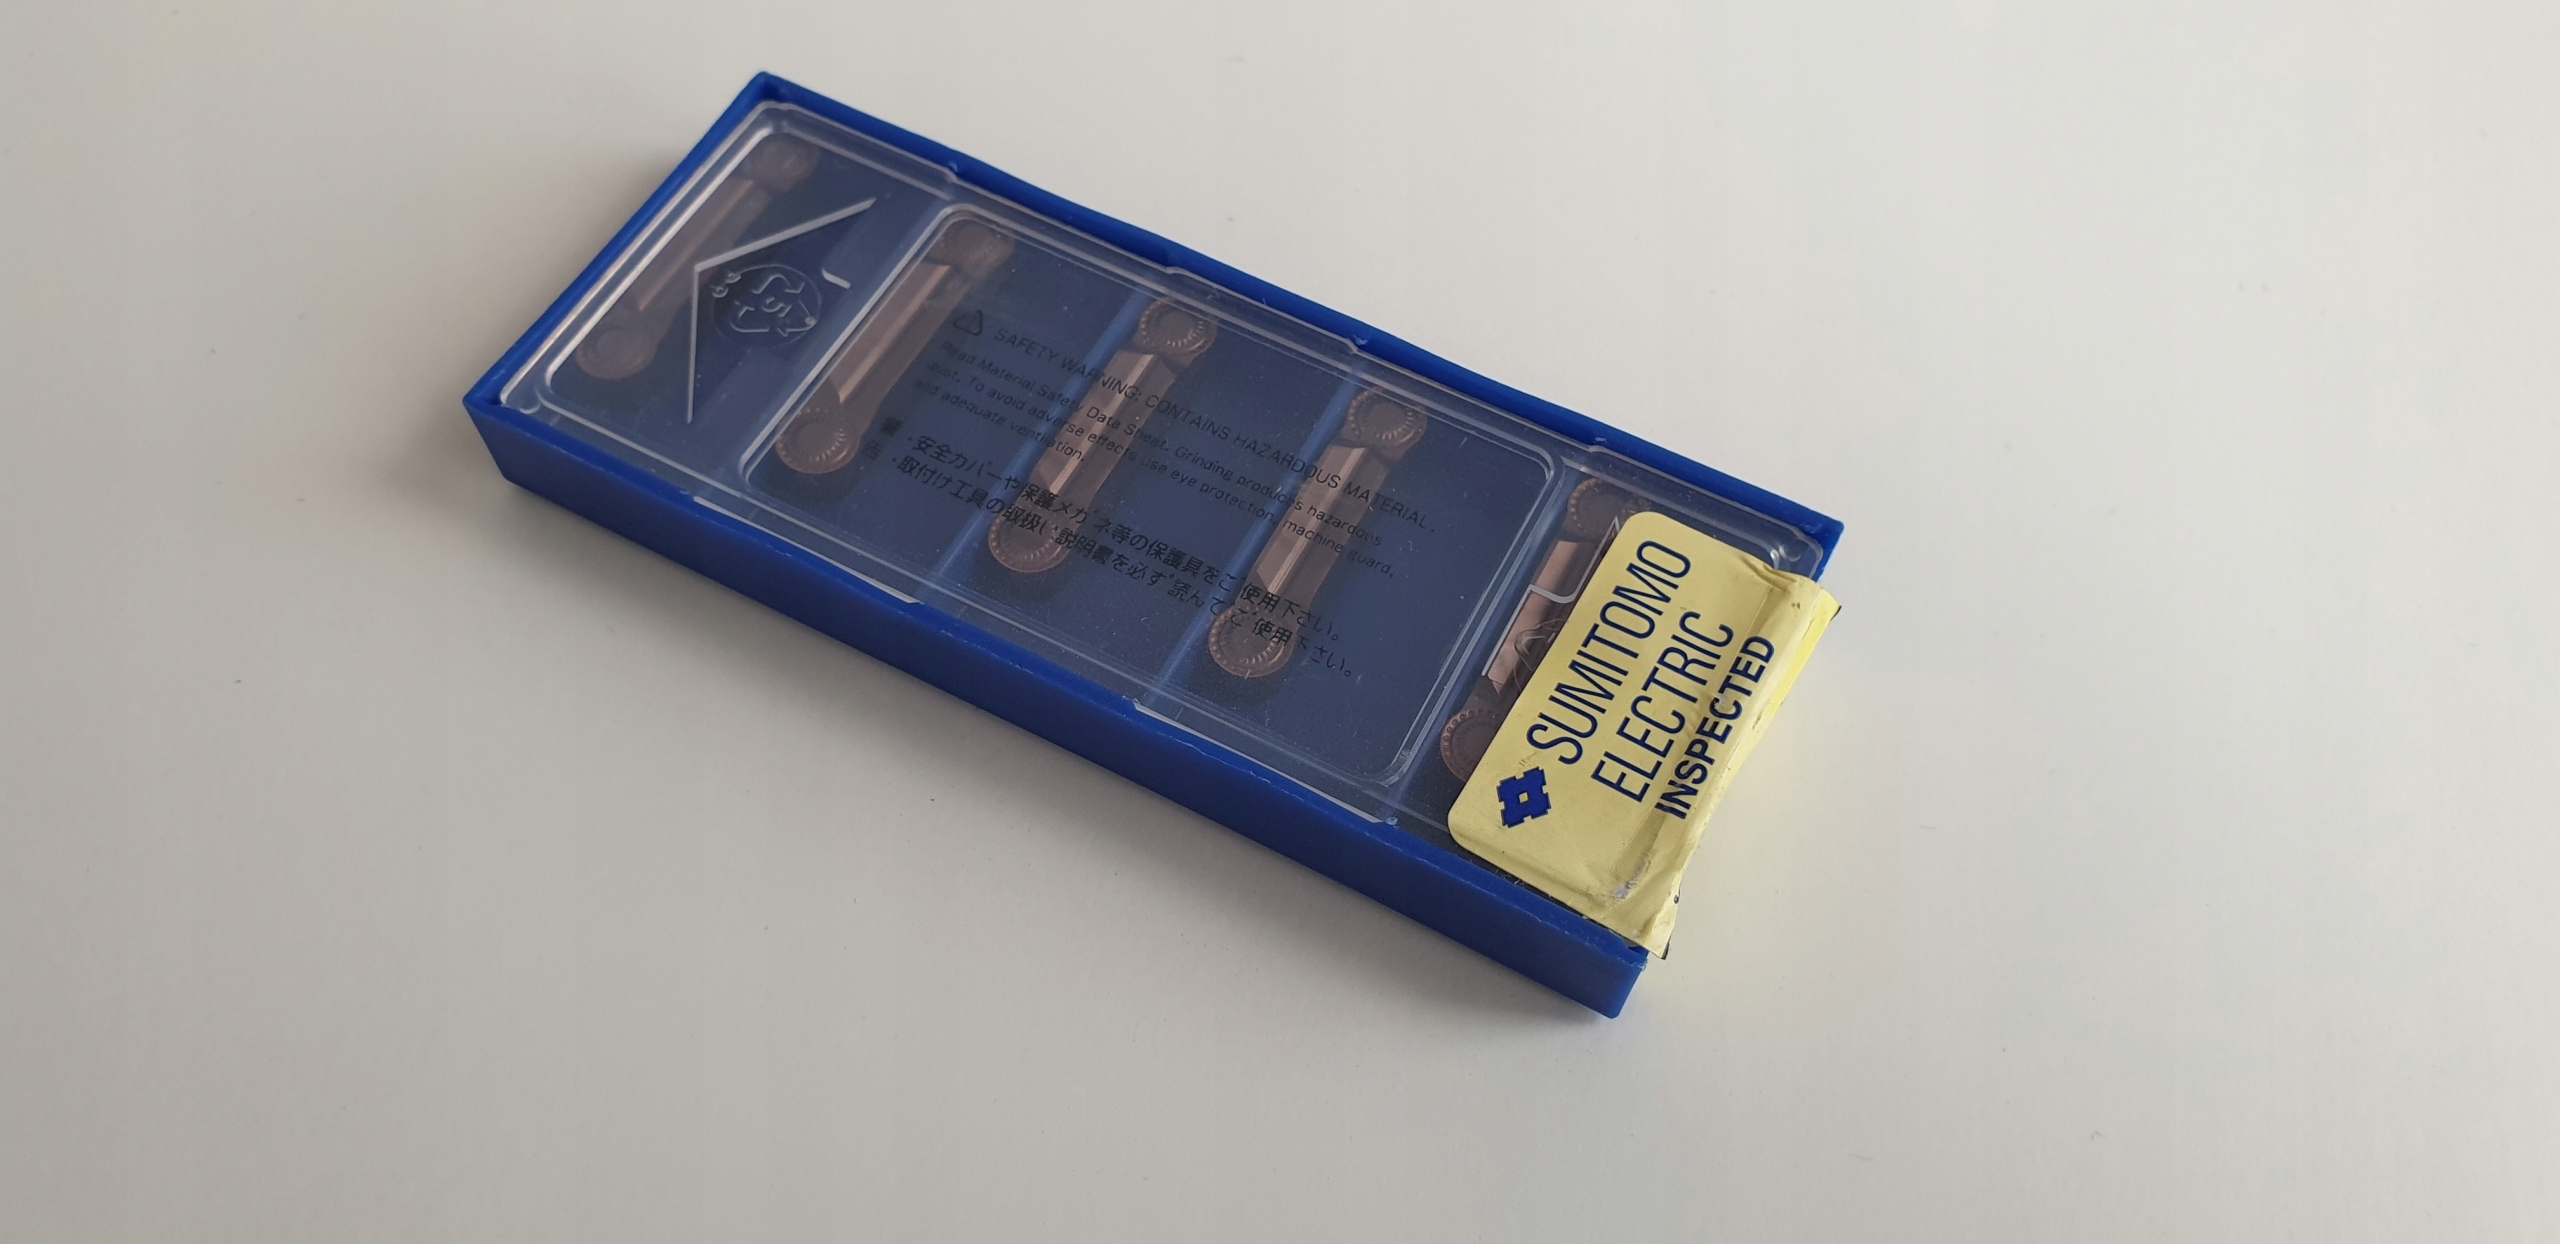 SAFETY WARNING: CONTAINS HAZARDOUS MATERIAL.
Read Material Safety Data Sheet. Grinding produces hazardous
dust. To avoid adverse effects use eye protection, machine guard,
and adequate ventilation.
警告
・安全カバーや保護メガネ等の保護具をご使用下さい。
・取付け工具の取扱い説明書を必ず読んでご使用下さい。
SUMITOMO
ELECTRIC
INSPECTED